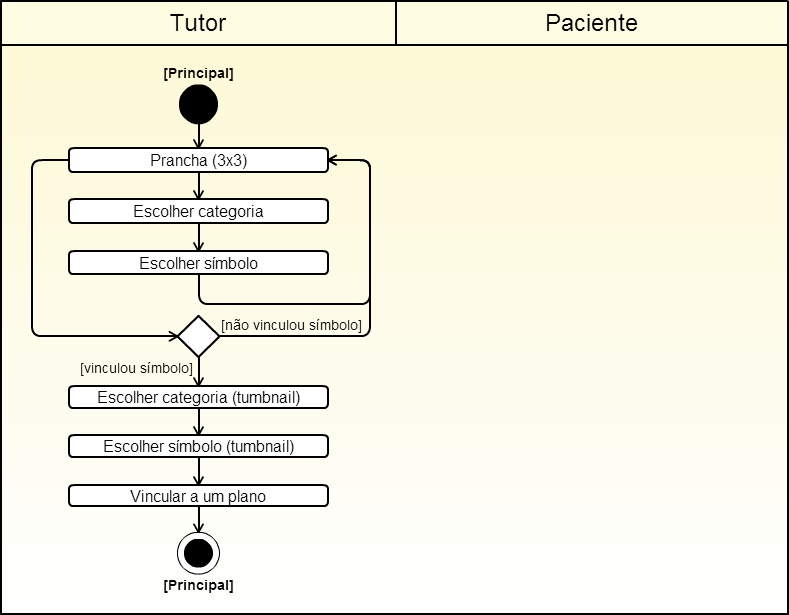 Tutor
Paciente
[Principal]
Prancha (3x3)
Escolher categoria
Escolher símbolo
[não vinculou símbolo]
[vinculou símbolo]
Escolher categoria (tumbnail)
Escolher símbolo (tumbnail)
Vincular a um plano
[Principal]